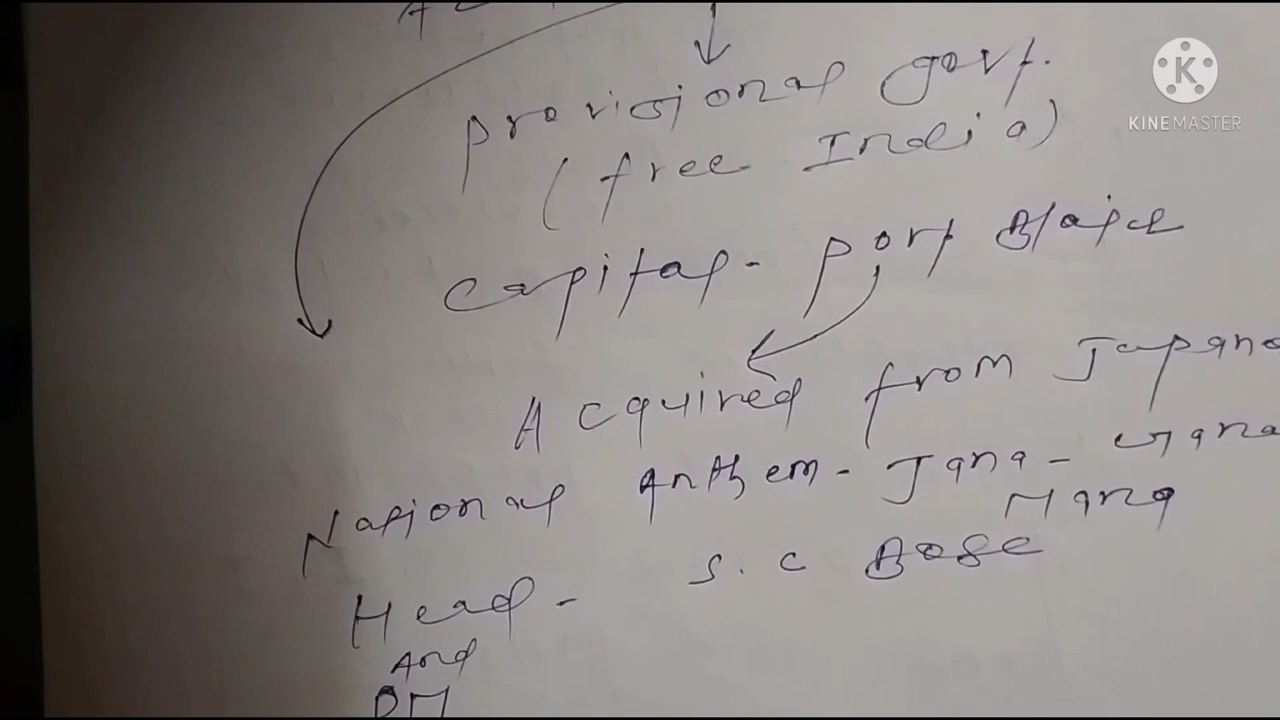 Provisional govt.
(free India)
Capital - Port Blair
Acquired from Japane
National Anthem - Jana - Gana
Mana
Head - S.C Bose
And
PM
KINEMASTER